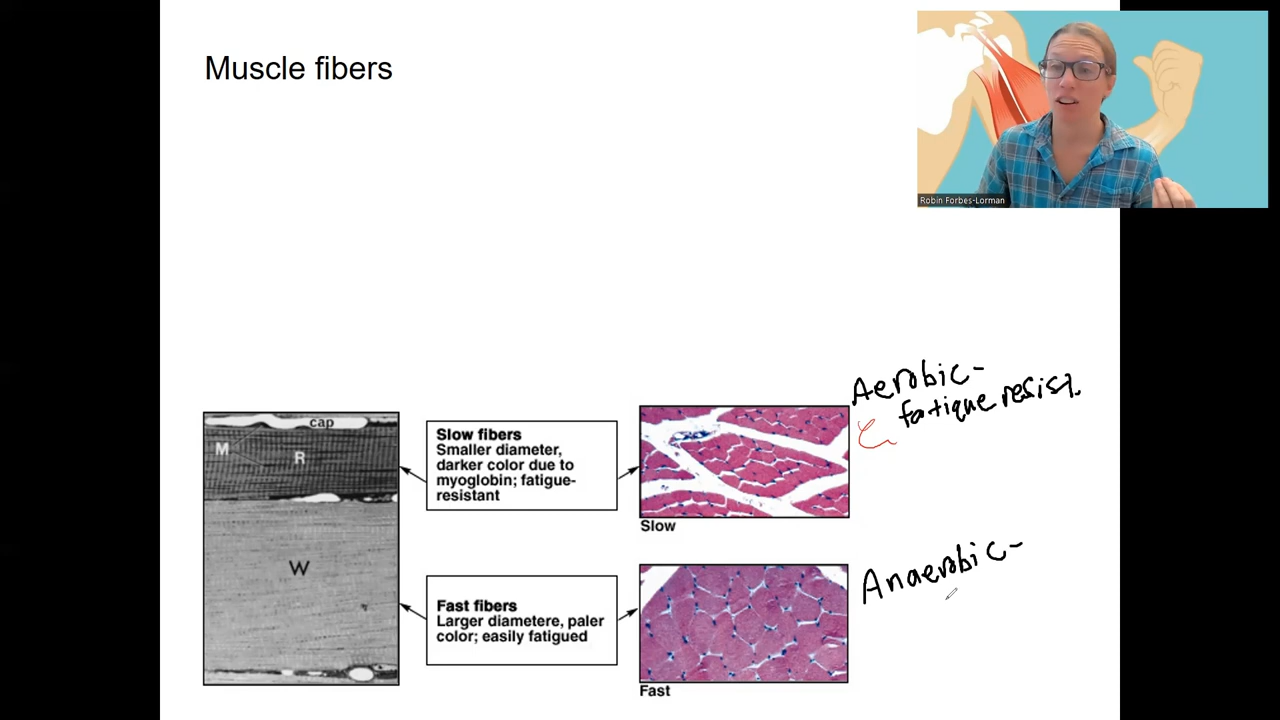 Muscle fibers
Robin Forbes-Lorman
Aerobic-
fatigue resist.
cap
M
R
Slow fibers
Smaller diameter,
darker color due to
myoglobin; fatigue-
resistant
Slow
W
Anaerobic-
Fast fibers
Larger diametere, paler
color; easily fatigued
Fast